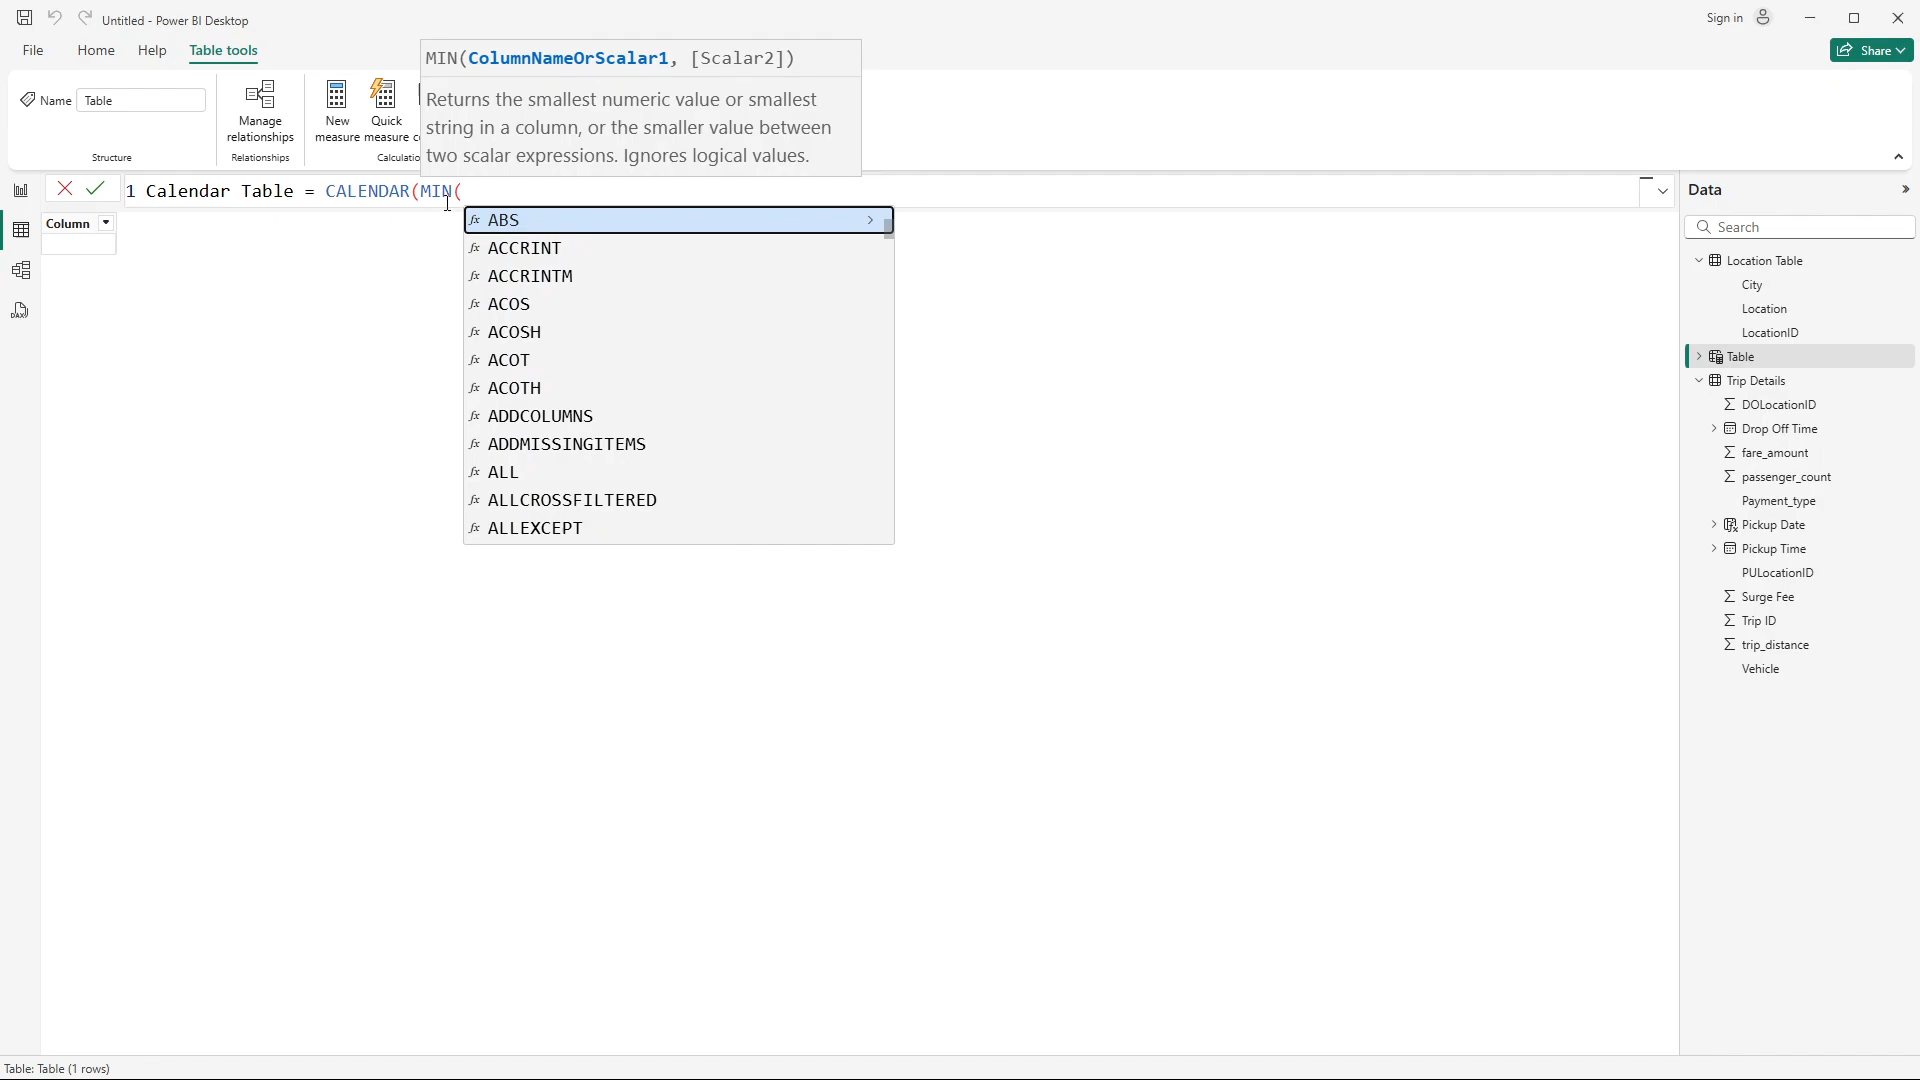 Untitled - Power BI Desktop
Sign in
File
Home
Help
Table tools
Share
Name
Table
Structure
Manage
relationships
Relationships
New
measure
Quick
measure
Calculatio
MIN(ColumnNameOrScalar1, [Scalar2])
Returns the smallest numeric value or smallest
string in a column, or the smaller value between
two scalar expressions. Ignores logical values.
1 Calendar Table = CALENDAR(MIN(
Column
ABS
ACCRINT
ACCRINTM
ACOS
ACOSH
ACOT
ACOTH
ADDCOLUMNS
ADDMISSINGITEMS
ALL
ALLCROSSFILTERED
ALLEXCEPT
DAX
Data
Search
Location Table
City
Location
LocationID
Table
Trip Details
DOLocationID
Drop Off Time
fare_amount
passenger_count
Payment_type
Pickup Date
Pickup Time
PULocationID
Surge Fee
Trip ID
trip_distance
Vehicle
Table: Table (1 rows)